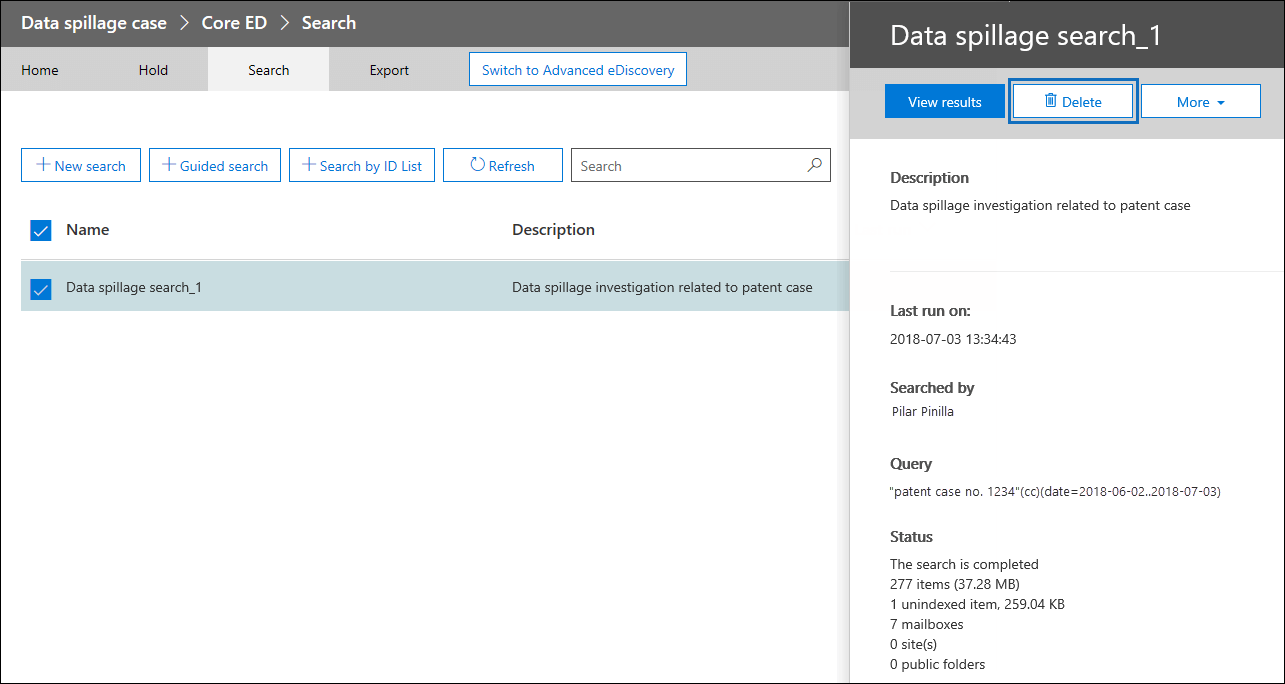 Data spillage case > Core ED > Search
Home Hold Search Export Switch to Advanced eDiscovery
New search Guided search Search by ID List Refresh Search
Name Description
Data spillage search_1 Data spillage investigation related to patent case
Data spillage search_1
View results Delete More
Description
Data spillage investigation related to patent case
Last run on:
2018-07-03 13:34:43
Searched by
Pilar Pinilla
Query
"patent case no. 1234"(cc)(date=2018-06-02..2018-07-03)
Status
The search is completed
277 items (37.28 MB)
1 unindexed item, 259.04 KB
7 mailboxes
0 site(s)
0 public folders